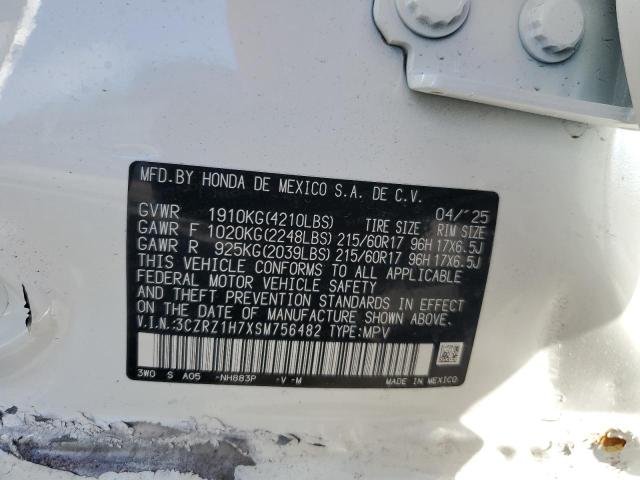 MFD. BY HONDA DE MEXICO S.A. DE C.V.
04/'25
GVWR 1910KG(4210LBS) TIRE SIZE RIM SIZE
GAWR F 1020KG(2248LBS) 215/60R17 96H 17X6.5J
GAWR R 925KG(2039LBS) 215/60R17 96H 17X6.5J
THIS VEHICLE CONFORMS TO ALL APPLICABLE
FEDERAL MOTOR VEHICLE SAFETY
AND THEFT PREVENTION STANDARDS IN EFFECT
ON THE DATE OF MANUFACTURE SHOWN ABOVE.
V.I.N.:3CZRZ1H7XSM756482 TYPE:MPV
3W0 S A05 -NH883P -V -M
MADE IN MEXICO